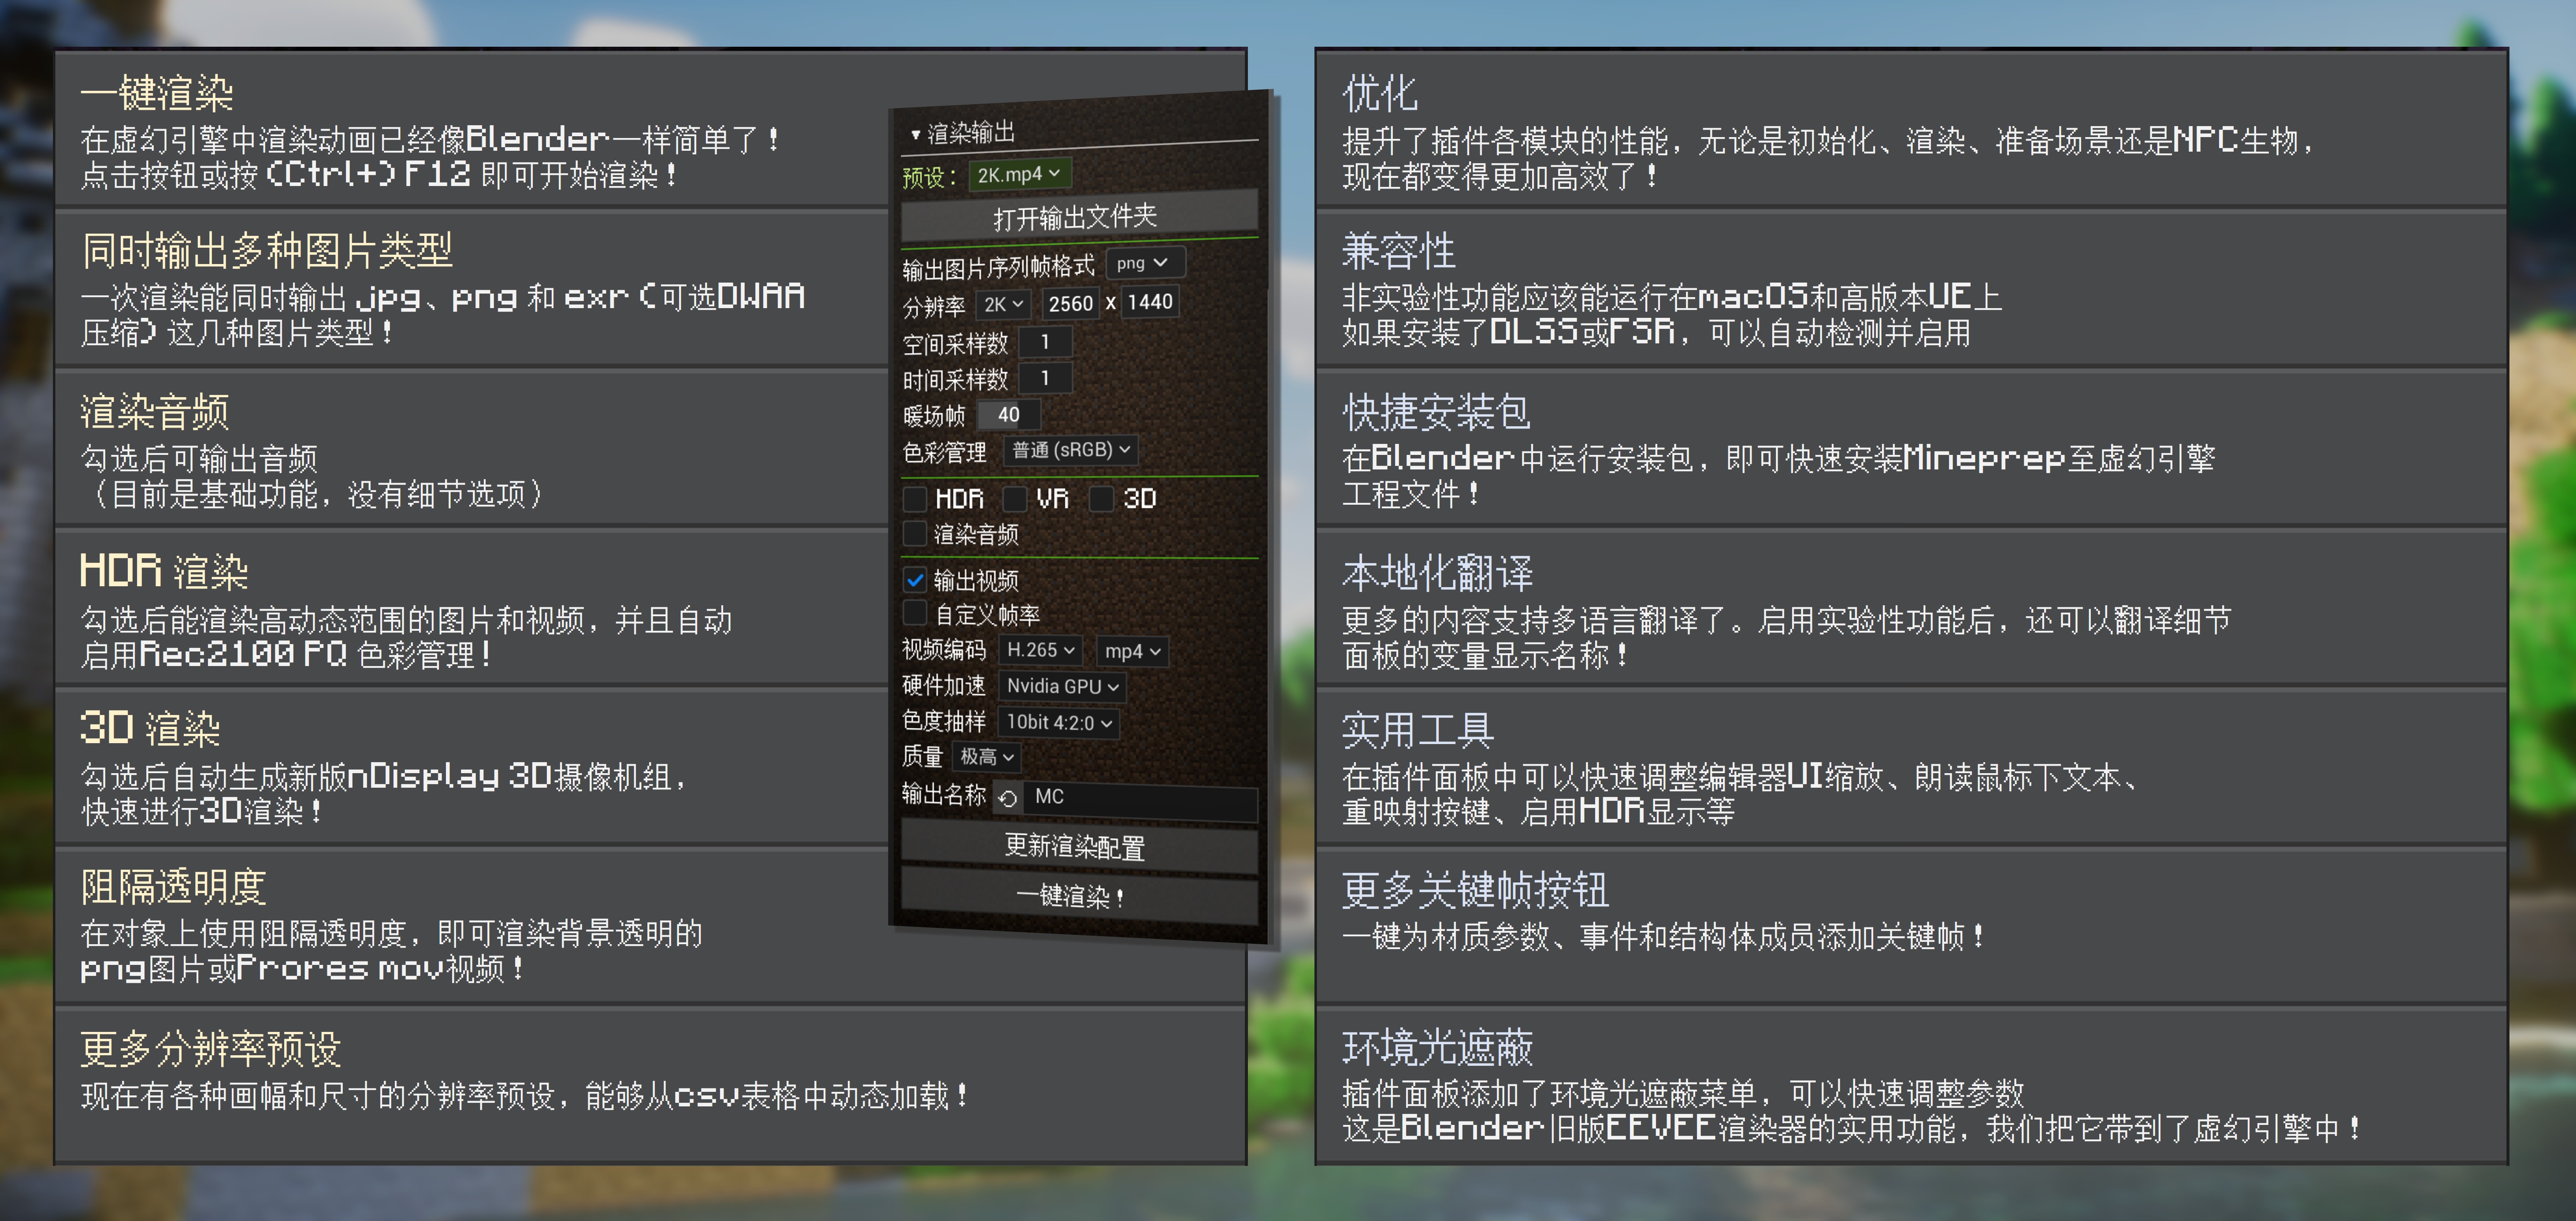 一键渲染
在虚幻引擎中渲染动画已经像Blender一样简单了！
点击按钮或按 (Ctrl+) F12 即可开始渲染！
同时输出多种图片类型
一次渲染能同时输出 jpg、png 和 exr (可选DWAA
压缩) 这几种图片类型！
渲染音频
勾选后可输出音频
（目前是基础功能，没有细节选项）
HDR 渲染
勾选后能渲染高动态范围的图片和视频，并且自动
启用Rec2100 PQ 色彩管理！
3D 渲染
勾选后自动生成新版nDisplay 3D摄像机组，
快速进行3D渲染！
阻隔透明度
在对象上使用阻隔透明度，即可渲染背景透明的
png图片或Prores mov视频！
更多分辨率预设
现在有各种画幅和尺寸的分辨率预设，能够从csv表格中动态加载！
▼ 渲染输出
预设： 2K.mp4
打开输出文件夹
输出图片序列帧格式 png
分辨率 2K 2560 x 1440
空间采样数 1
时间采样数 1
暖场帧 40
色彩管理 普通 (sRGB)
HDR VR 3D
渲染音频
输出视频
自定义帧率
视频编码 H.265 mp4
硬件加速 Nvidia GPU
色度抽样 10bit 4:2:0
质量 极高
输出名称 MC
更新渲染配置
一键渲染！
优化
提升了插件各模块的性能，无论是初始化、渲染、准备场景还是NPC生物，
现在都变得更加高效了！
兼容性
非实验性功能应该能运行在macOS和高版本UE上
如果安装了DLSS或FSR，可以自动检测并启用
快捷安装包
在Blender中运行安装包，即可快速安装Mineprep至虚幻引擎
工程文件！
本地化翻译
更多的内容支持多语言翻译了。启用实验性功能后，还可以翻译细节
面板的变量显示名称！
实用工具
在插件面板中可以快速调整编辑器UI缩放、朗读鼠标下文本、
重映射按键、启用HDR显示等
更多关键帧按钮
一键为材质参数、事件和结构体成员添加关键帧！
环境光遮蔽
插件面板添加了环境光遮蔽菜单，可以快速调整参数
这是Blender旧版EEVEE渲染器的实用功能，我们把它带到了虚幻引擎中！